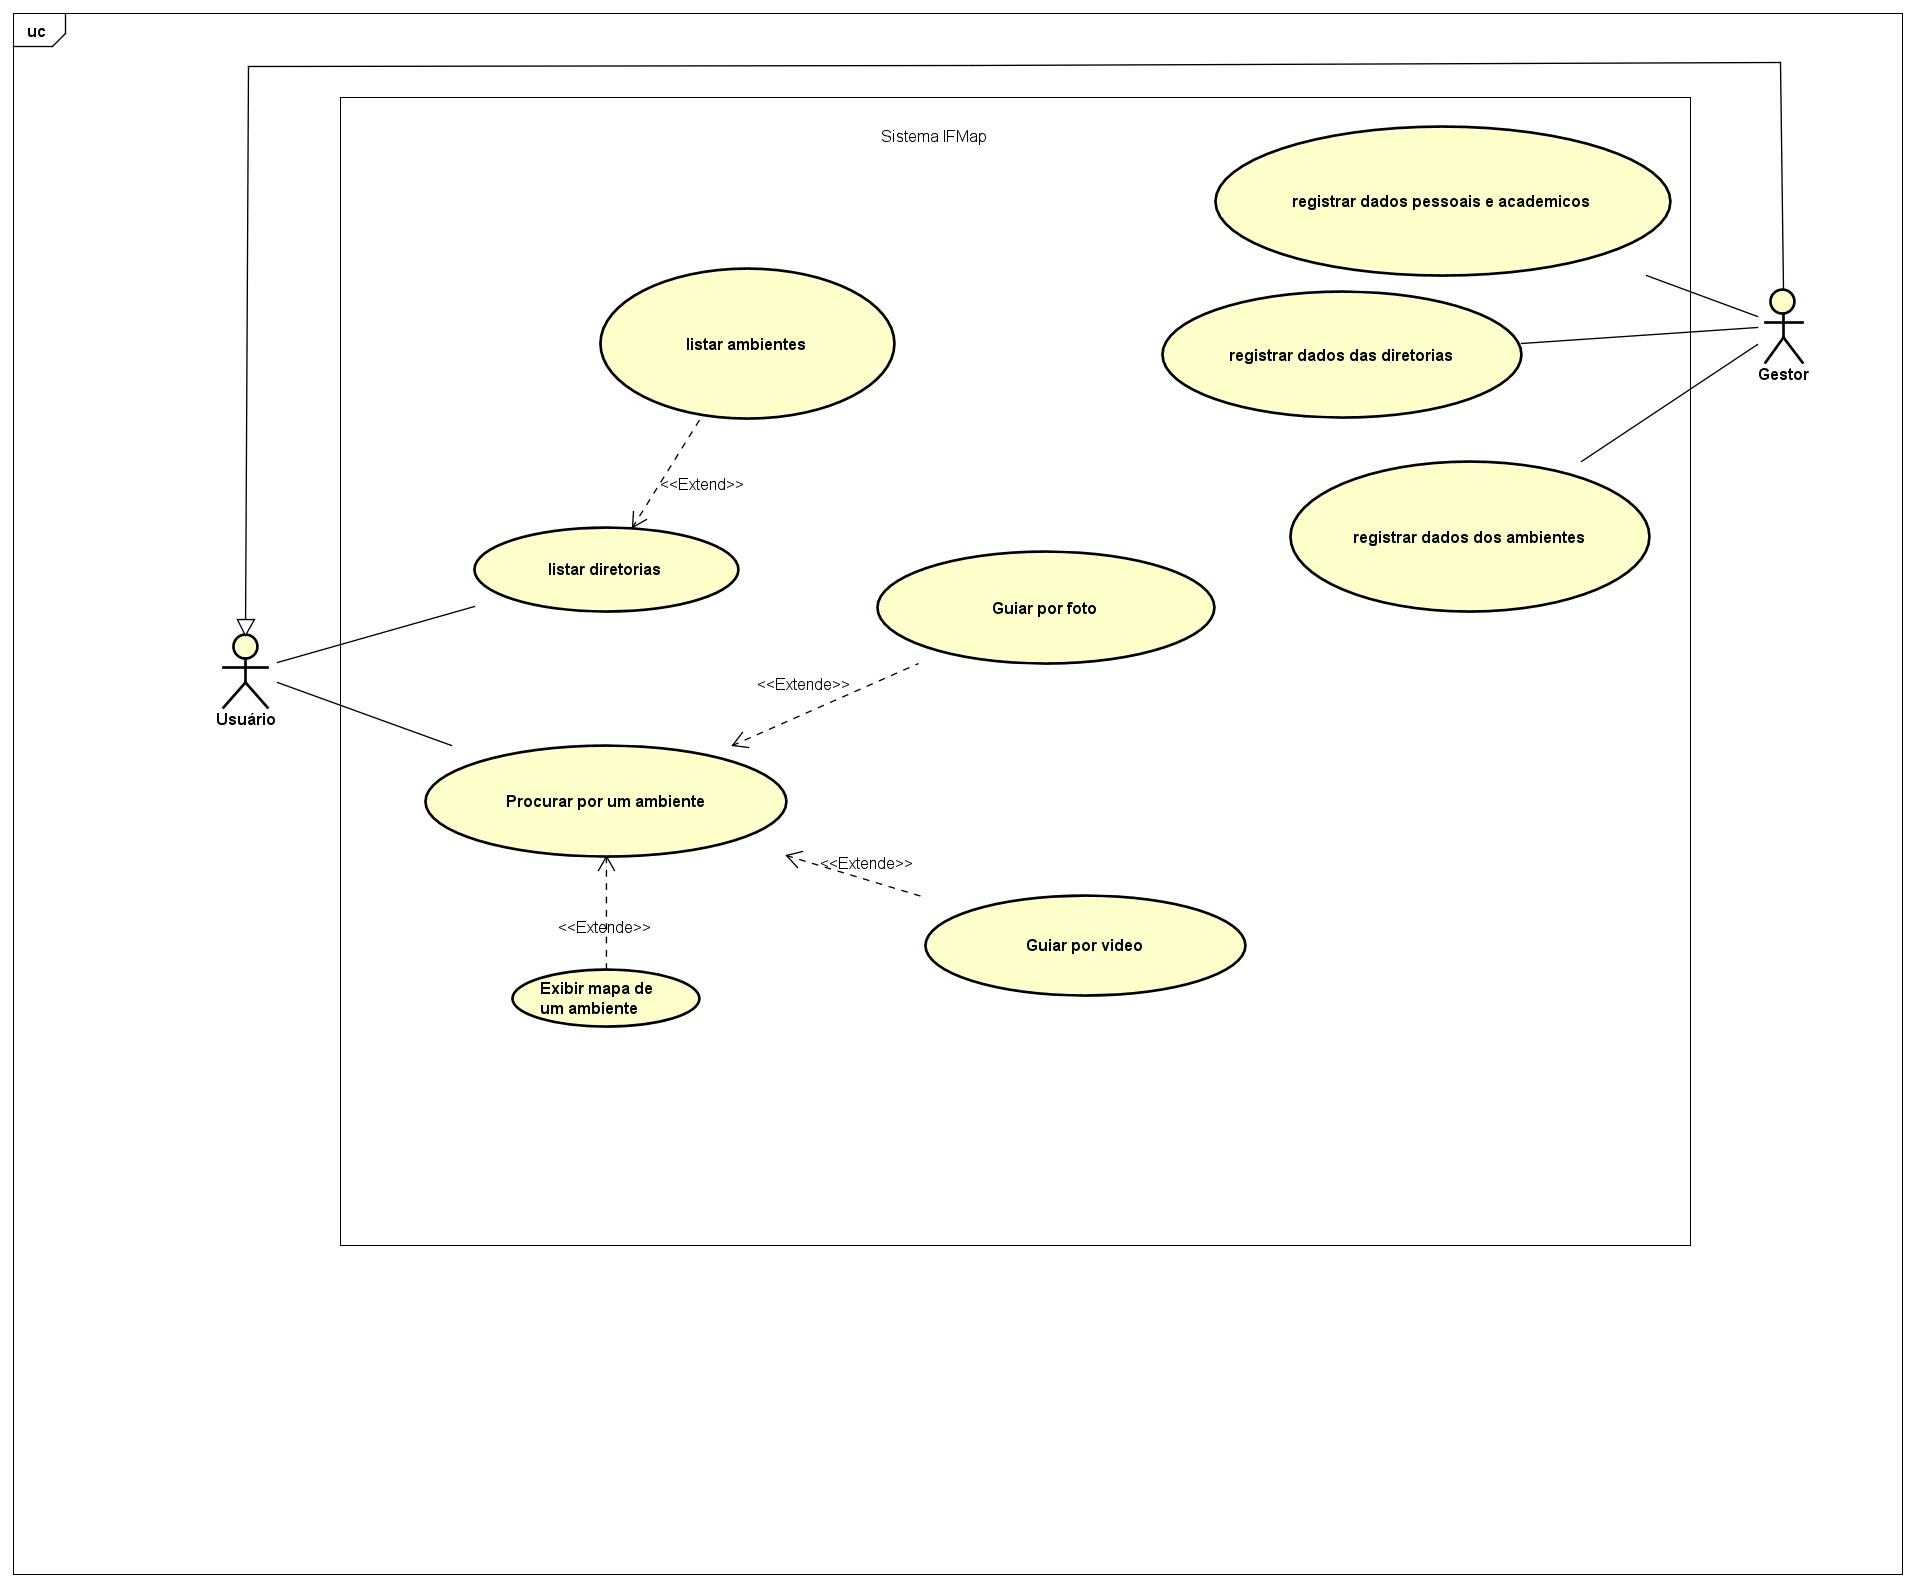 uc
Sistema IFMap
registrar dados pessoais e academicos
listar ambientes
registrar dados das diretorias
Gestor
<<Extend>>
registrar dados dos ambientes
listar diretorias
Guiar por foto
<<Extende>>
Usuário
Procurar por um ambiente
<<Extende>>
<<Extende>>
Guiar por video
Exibir mapa de
um ambiente